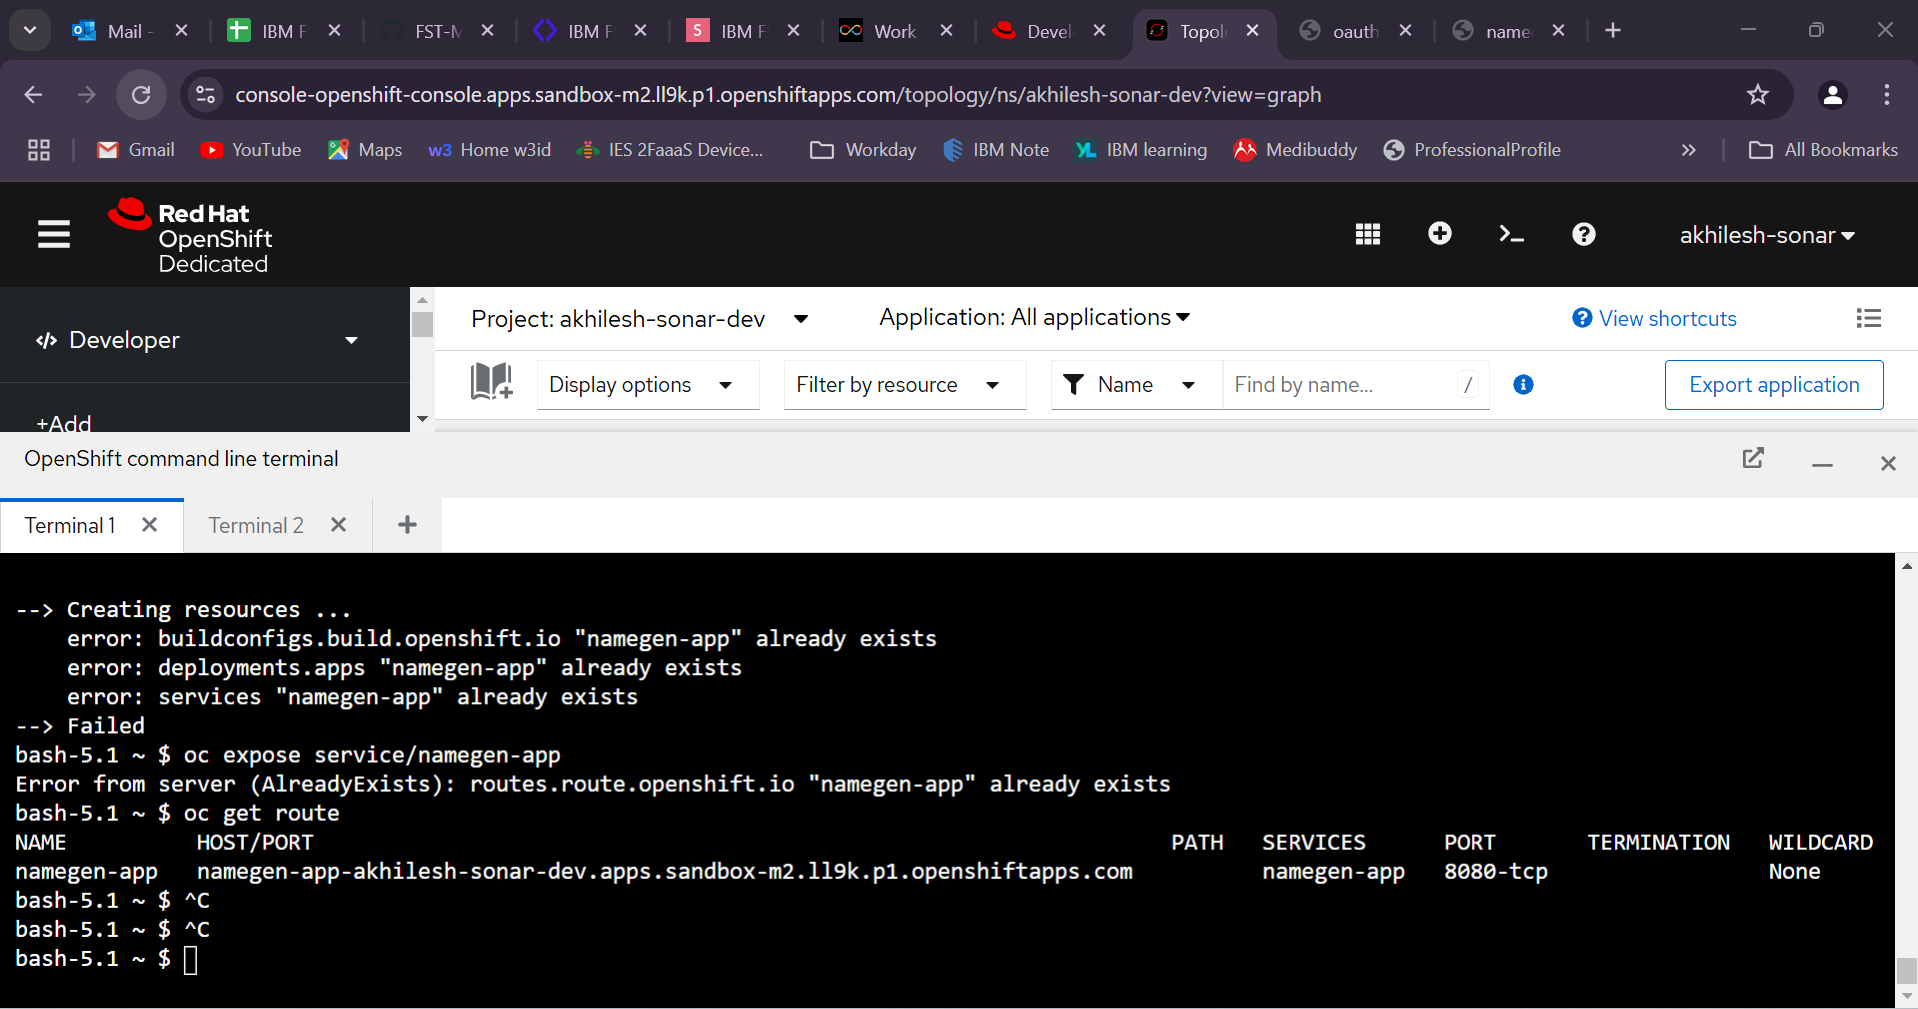 Mail -
IBM F
FST-M
IBM F
S
IBM F
Work
Devel
Topol
oauth
name
console-openshift-console.apps.sandbox-m2.ll9k.p1.openshiftapps.com/topology/ns/akhilesh-sonar-dev?view=graph
Gmail
YouTube
Maps
w3 Home w3id
IES 2FaaaS Device...
Workday
IBM Note
YL IBM learning
Medibuddy
ProfessionalProfile
»
All Bookmarks
Red Hat
OpenShift
Dedicated
akhilesh-sonar
</> Developer
+Add
Project: akhilesh-sonar-dev
Application: All applications
View shortcuts
Display options
Filter by resource
Name
Find by name...
/
Export application
OpenShift command line terminal
Terminal 1
Terminal 2
--> Creating resources ...
error: buildconfigs.build.openshift.io "namegen-app" already exists
error: deployments.apps "namegen-app" already exists
error: services "namegen-app" already exists
--> Failed
bash-5.1 ~ $ oc expose service/namegen-app
Error from server (AlreadyExists): routes.route.openshift.io "namegen-app" already exists
bash-5.1 ~ $ oc get route
NAME HOST/PORT PATH SERVICES PORT TERMINATION WILDCARD
namegen-app namegen-app-akhilesh-sonar-dev.apps.sandbox-m2.ll9k.p1.openshiftapps.com namegen-app 8080-tcp None
bash-5.1 ~ $ ^C
bash-5.1 ~ $ ^C
bash-5.1 ~ $